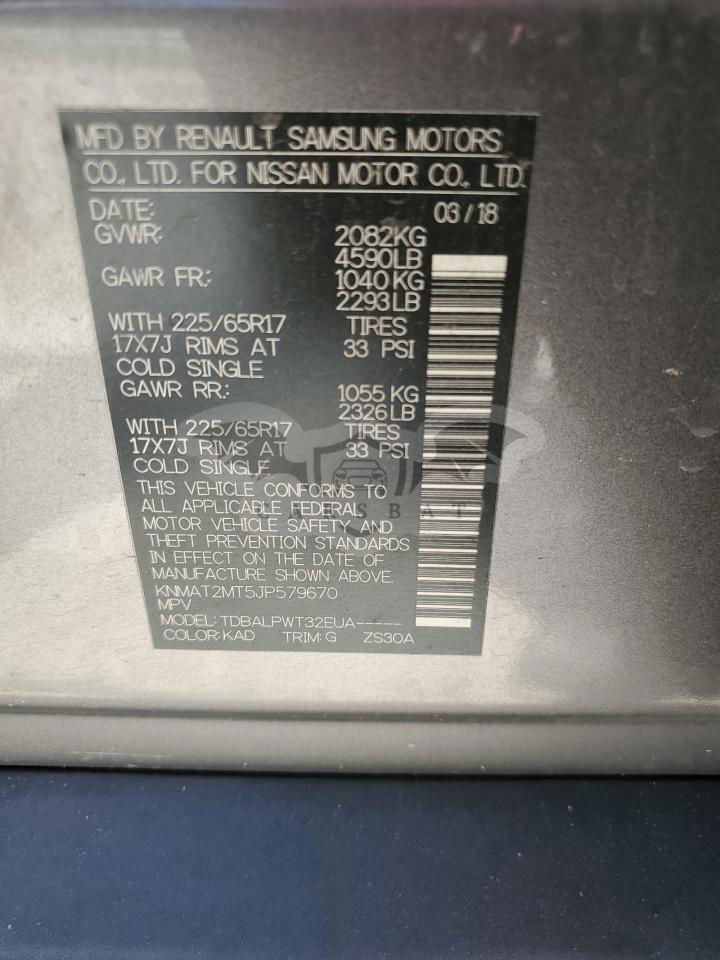 MFD BY RENAULT SAMSUNG MOTORS
CO., LTD. FOR NISSAN MOTOR CO., LTD.
DATE: 03 / 18
GVWR: 2082KG
4590LB
GAWR FR.: 1040 KG
2293LB
WITH 225/65R17 TIRES
17X7J RIMS AT 33 PSI
COLD SINGLE
GAWR RR.: 1055 KG
2326LB
WITH 225/65R17 TIRES
17X7J RIMS AT 33 PSI
COLD SINGLE
THIS VEHICLE CONFORMS TO
ALL APPLICABLE FEDERAL
MOTOR VEHICLE SAFETY AND
THEFT PREVENTION STANDARDS
IN EFFECT ON THE DATE OF
MANUFACTURE SHOWN ABOVE.
KNMAT2MT5JP579670
MPV
MODEL: TDBALPWT32EUA-----
COLOR: KAD TRIM: G ZS30A